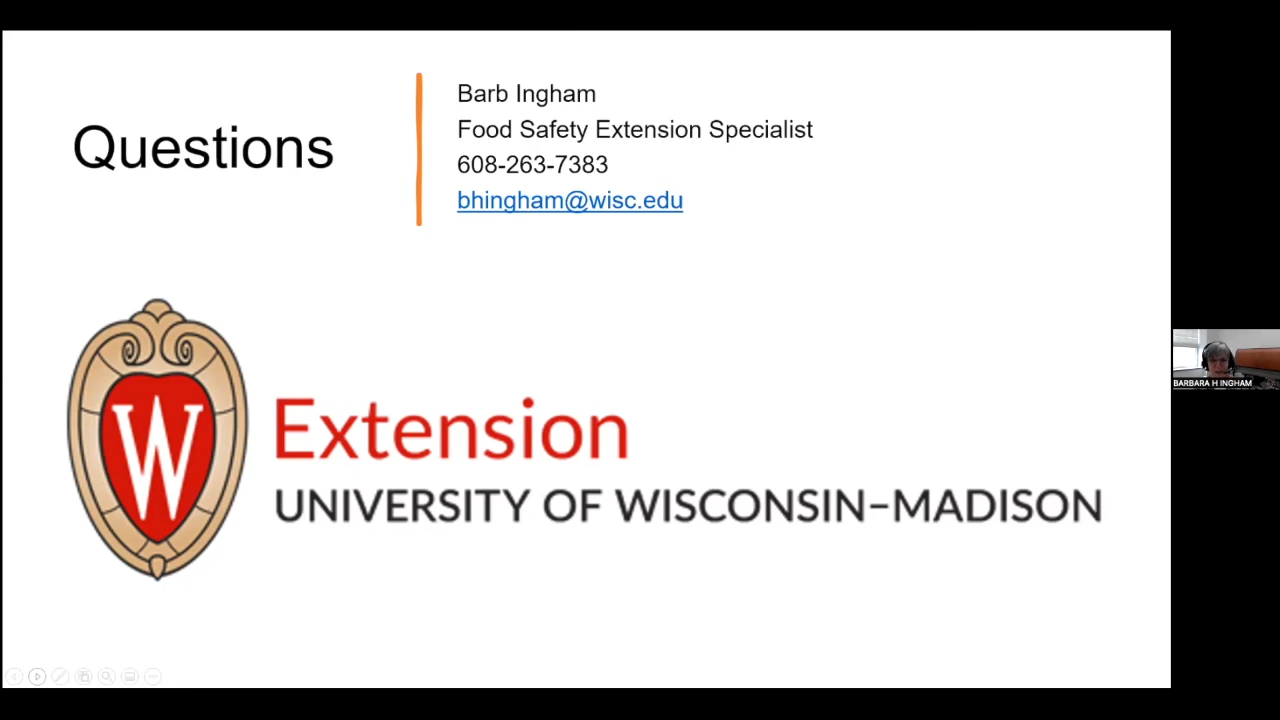 Questions
Barb Ingham
Food Safety Extension Specialist
608-263-7383
bhingham@wisc.edu
W
Extension
UNIVERSITY OF WISCONSIN–MADISON
BARBARA H INGHAM